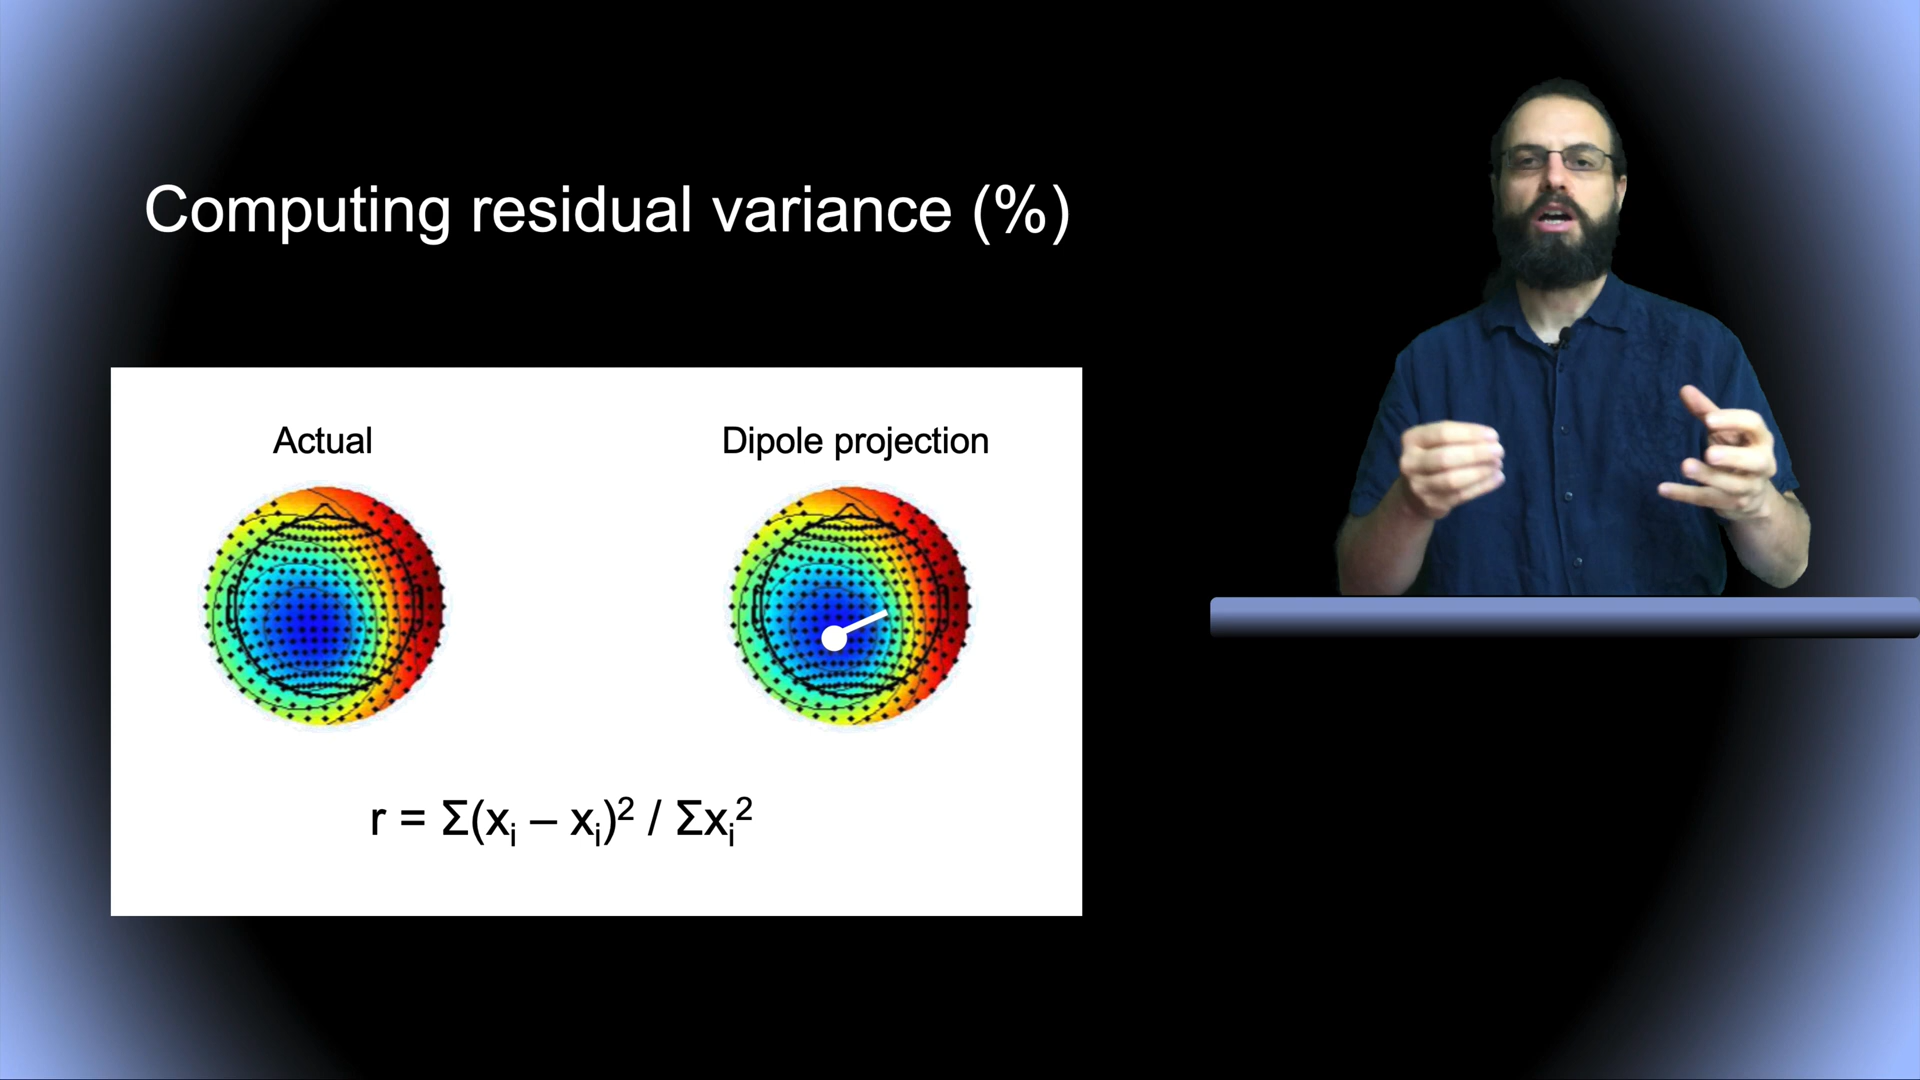 Computing residual variance (%)
Actual
Dipole projection
r = Σ(xᵢ – xᵢ)² / Σxᵢ²